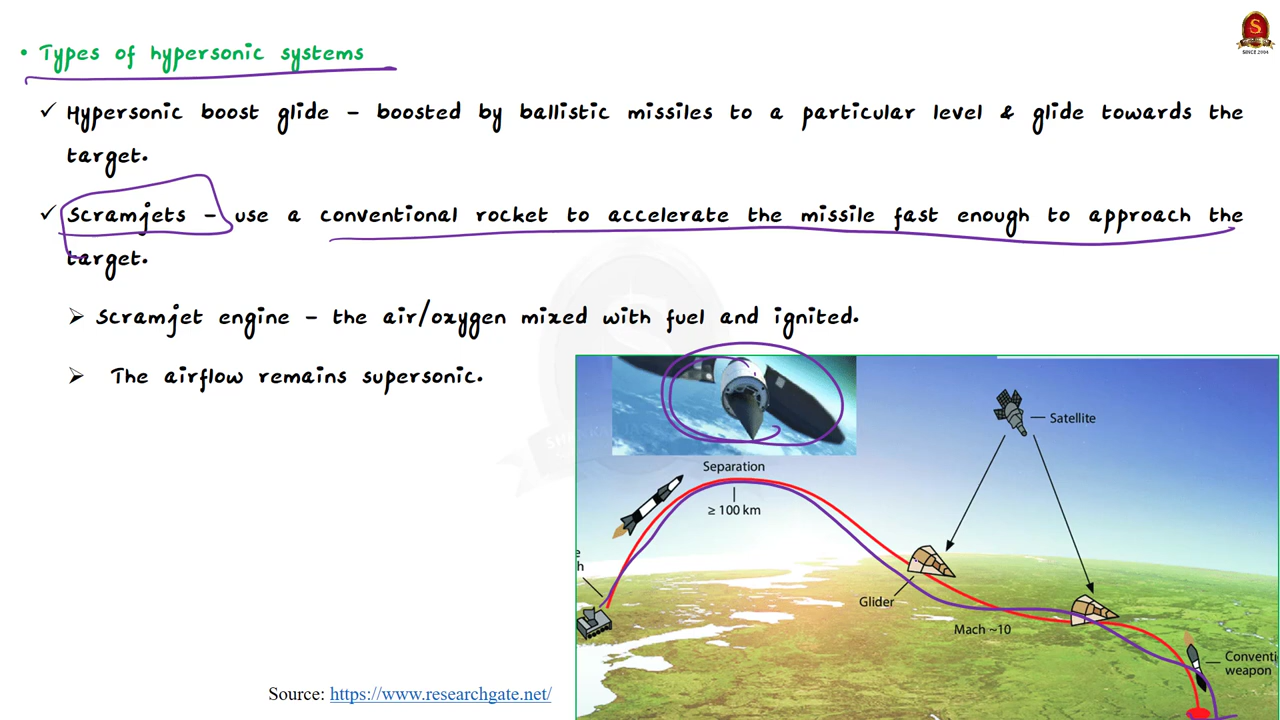 • Types of hypersonic systems
✓ Hypersonic boost glide – boosted by ballistic missiles to a particular level & glide towards the
target.
✓ Scramjets – use a conventional rocket to accelerate the missile fast enough to approach the
target.
➢ Scramjet engine – the air/oxygen mixed with fuel and ignited.
➢ The airflow remains supersonic.
Satellite
Separation
≥ 100 km
Glider
Mach ~10
weapon
Source: https://www.researchgate.net/
S
SINCE 2004